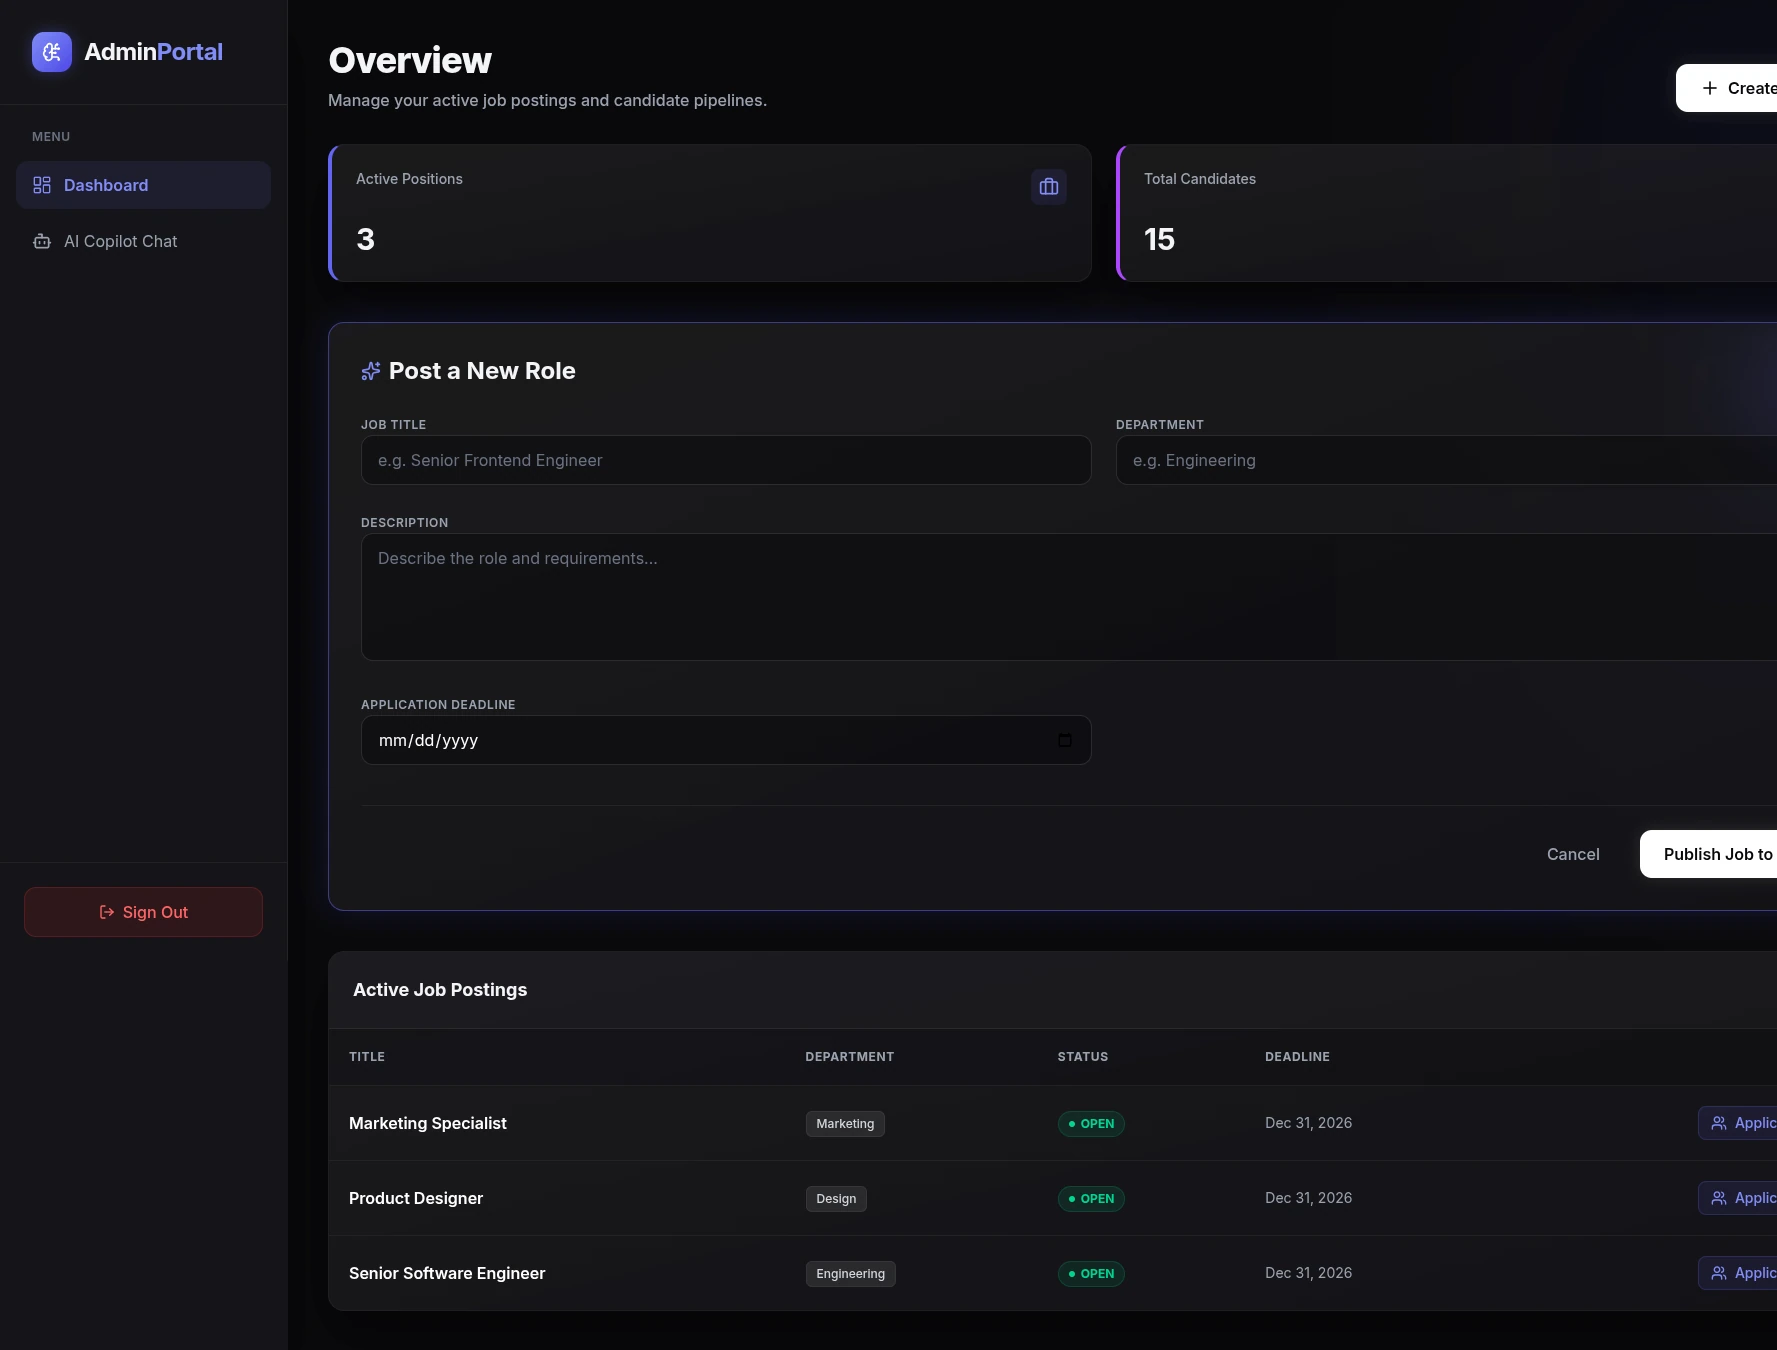 AdminPortal
MENU
Dashboard
AI Copilot Chat
Sign Out
Overview
Manage your active job postings and candidate pipelines.
Create
Active Positions
3
Total Candidates
15
Post a New Role
JOB TITLE
e.g. Senior Frontend Engineer
DEPARTMENT
e.g. Engineering
DESCRIPTION
Describe the role and requirements...
APPLICATION DEADLINE
mm/dd/yyyy
Cancel
Publish Job to
Active Job Postings
TITLE DEPARTMENT STATUS DEADLINE
Marketing Specialist Marketing OPEN Dec 31, 2026 Applic
Product Designer Design OPEN Dec 31, 2026 Applic
Senior Software Engineer Engineering OPEN Dec 31, 2026 Applic